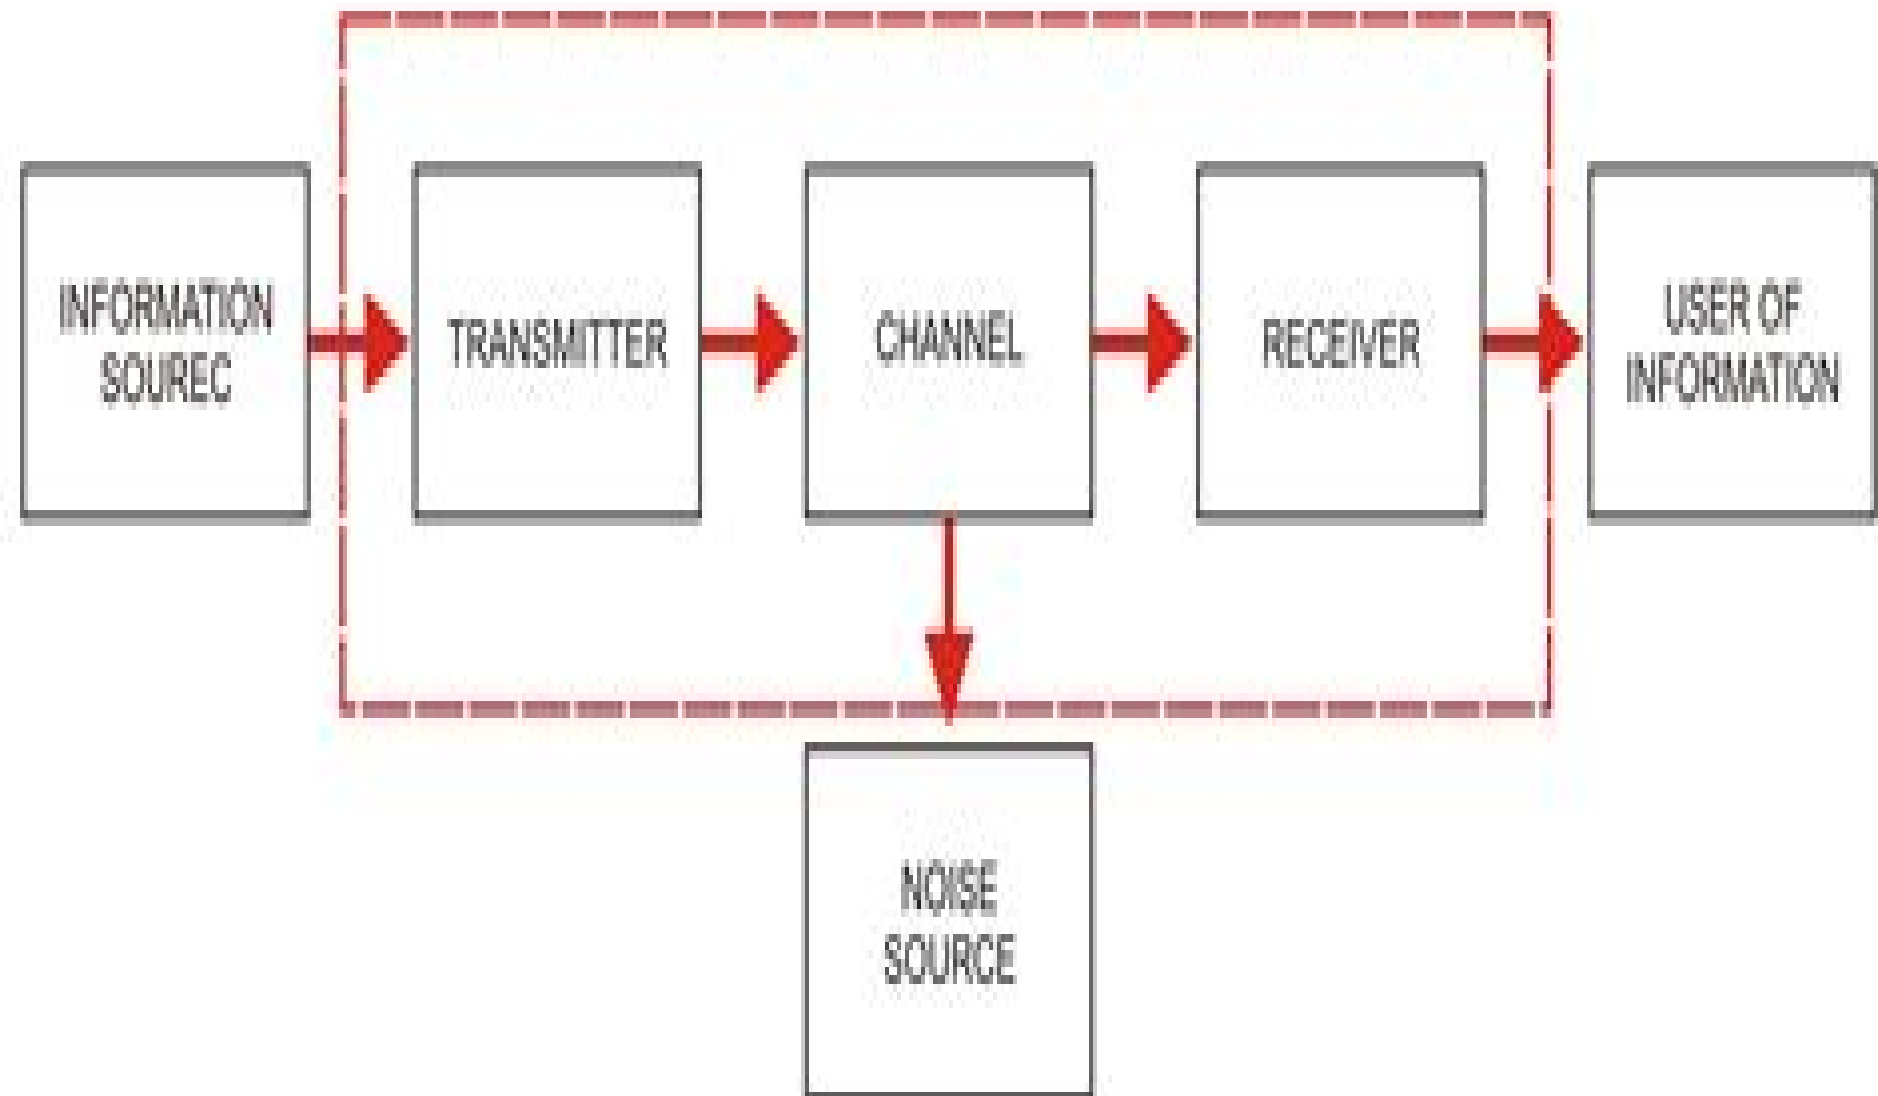 INFORMATION
SOUREC
TRANSMITTER
CHANNEL
RECEIVER
USER OF
INFORMATION
NOISE
SOURCE